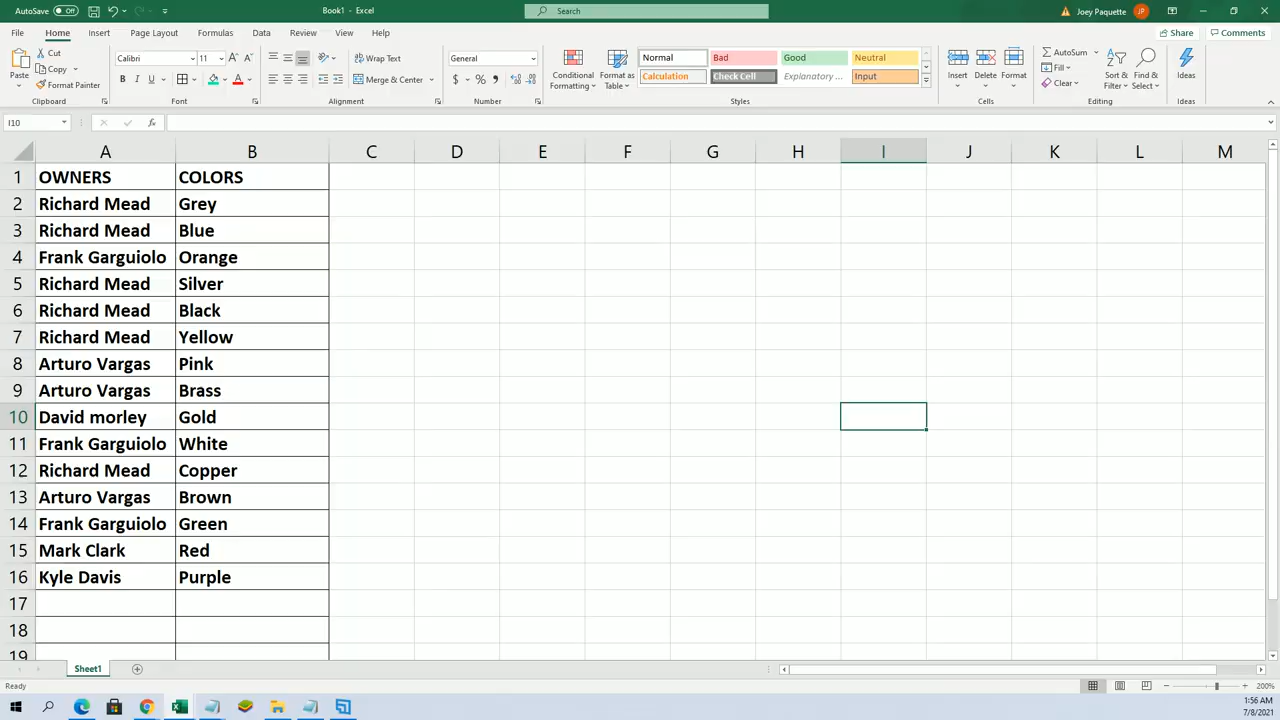 AutoSave Off Book1 - Excel Search Joey Paquette JP
File Home Insert Page Layout Formulas Data Review View Help Share Comments
Paste Cut Copy Format Painter Clipboard
Calibri 11 B I U A Font
Wrap Text Merge & Center Alignment
General $ % Number
Conditional Formatting Format as Table
Normal Bad Good Neutral
Calculation Check Cell Explanatory ... Input
Styles
Insert Delete Format Cells
AutoSum Fill Clear Sort & Filter Find & Select Editing
Ideas Ideas
I10 fx
A B C D E F G H I J K L M
1 OWNERS COLORS
2 Richard Mead Grey
3 Richard Mead Blue
4 Frank Garguiolo Orange
5 Richard Mead Silver
6 Richard Mead Black
7 Richard Mead Yellow
8 Arturo Vargas Pink
9 Arturo Vargas Brass
10 David morley Gold
11 Frank Garguiolo White
12 Richard Mead Copper
13 Arturo Vargas Brown
14 Frank Garguiolo Green
15 Mark Clark Red
16 Kyle Davis Purple
17
18
19
Sheet1
Ready 200%
1:56 AM
7/8/2021